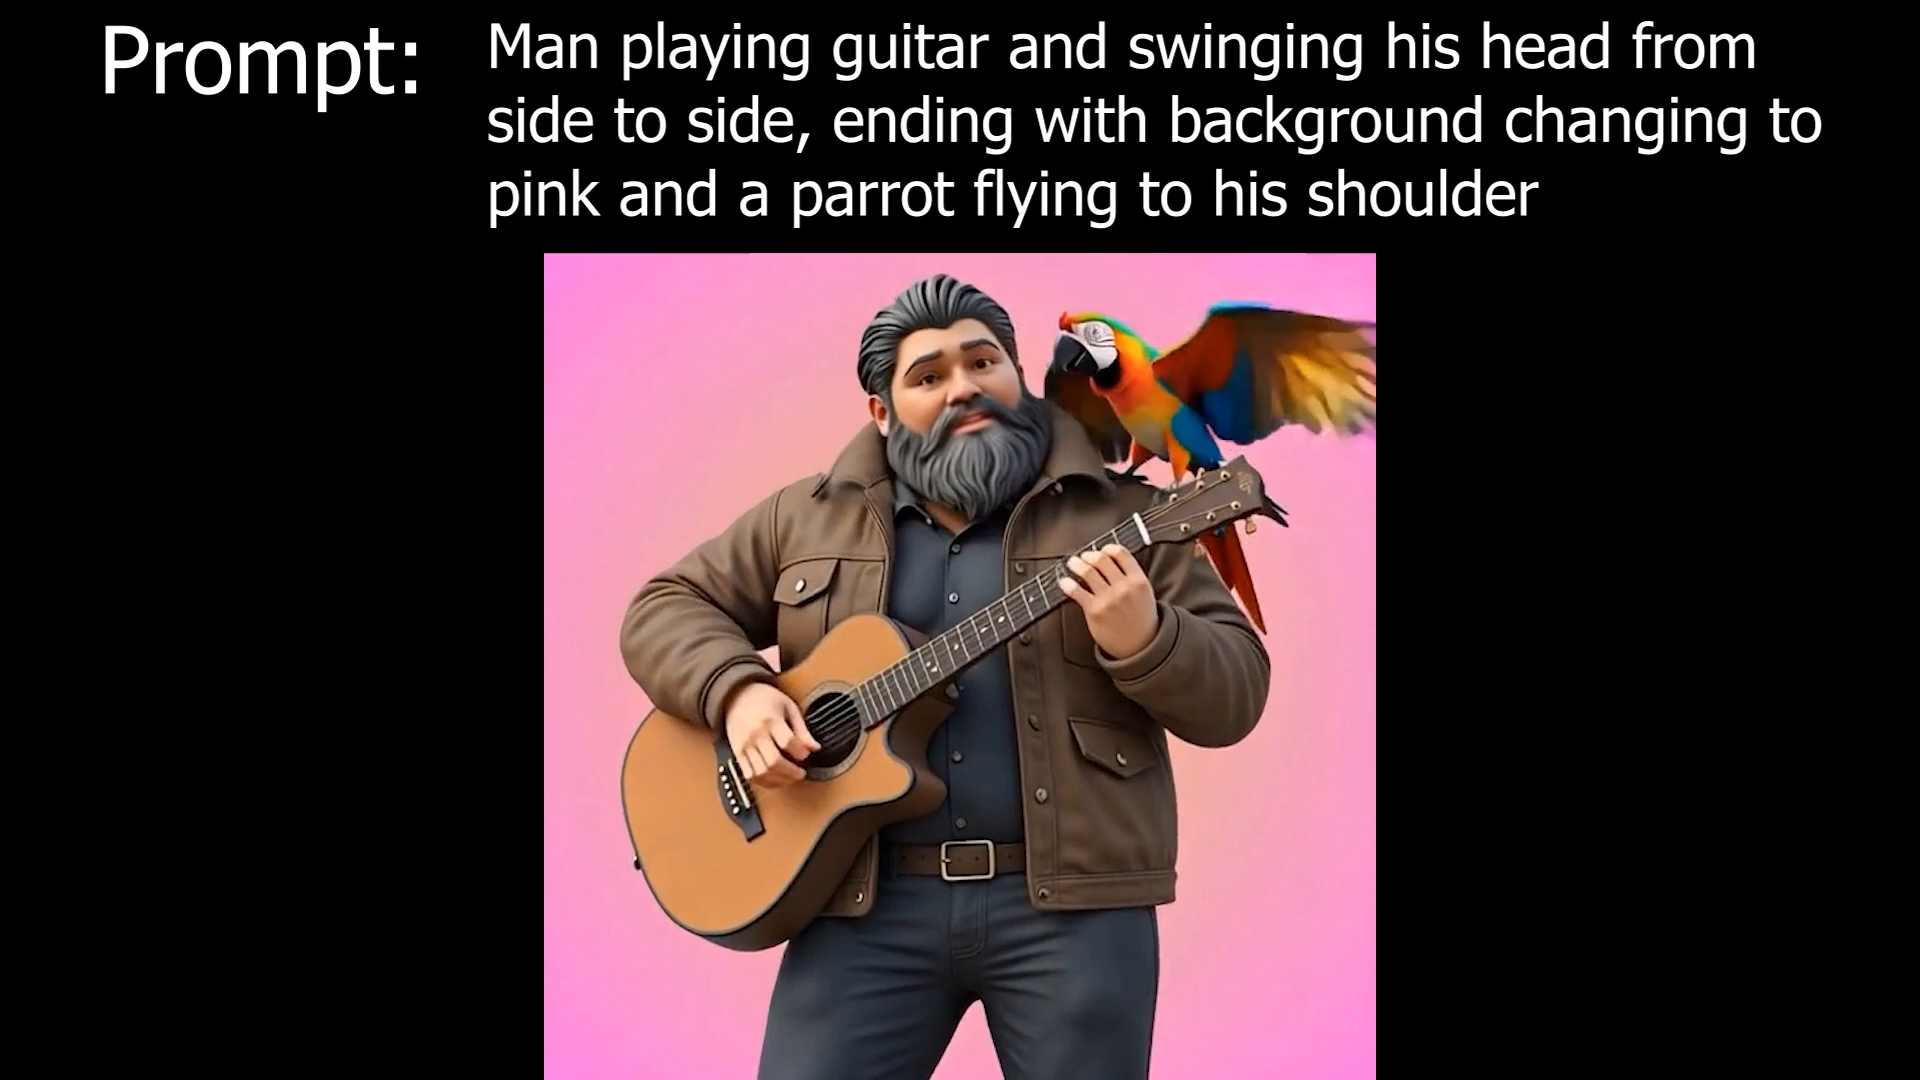 Prompt:
Man playing guitar and swinging his head from
side to side, ending with background changing to
pink and a parrot flying to his shoulder